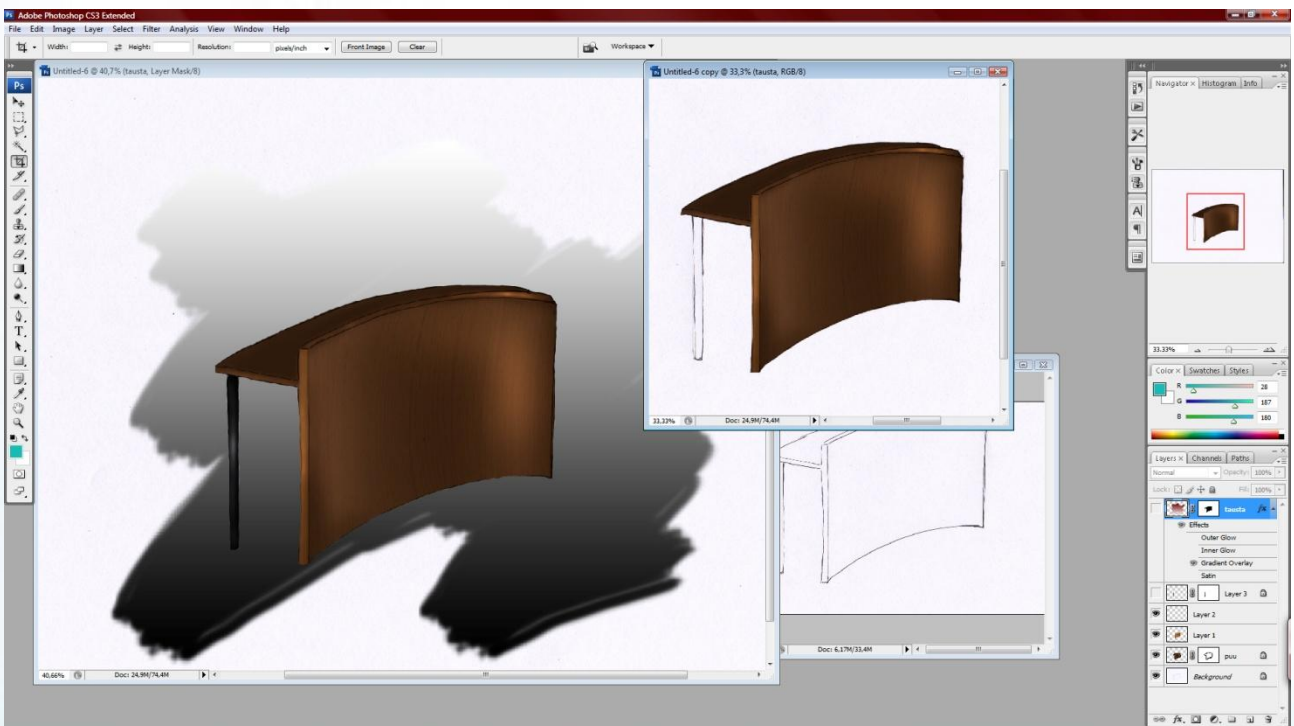 Adobe Photoshop CS3 Extended
File Edit Image Layer Select Filter Analysis View Window Help
Width: Height: Resolution: pixels/inch Front Image Clear Workspace
Untitled-6 @ 40,7% (tausta, Layer Mask/8)
Untitled-6 copy @ 33,3% (tausta, RGB/8)
Ps
Navigator Histogram Info
33.33%
Color Swatches Styles
R 28
G 187
B 180
Layers Channels Paths
Normal Opacity: 100%
Lock: Fill: 100%
tausta fx
Effects
Outer Glow
Inner Glow
Gradient Overlay
Satin
Layer 3
Layer 2
Layer 1
puu
Background
33.33% Doc: 24,9M/74,4M
Doc: 6,17M/33,4M
40,66% Doc: 24,9M/74,4M